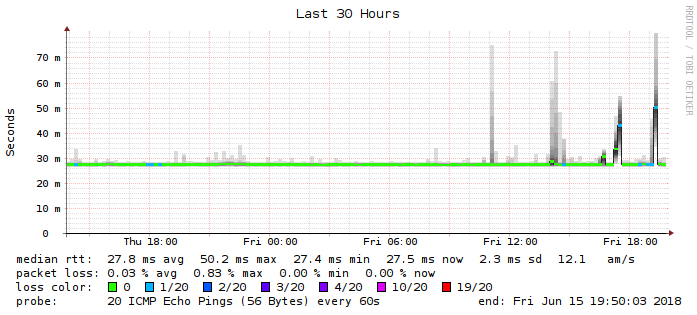 Last 30 Hours
RRDTOOL / TOBI OETIKER
Seconds
70 m
60 m
50 m
40 m
30 m
20 m
10 m
0
Thu 18:00 Fri 00:00 Fri 06:00 Fri 12:00 Fri 18:00
median rtt: 27.8 ms avg 50.2 ms max 27.4 ms min 27.5 ms now 2.3 ms sd 12.1 am/s
packet loss: 0.03 % avg 0.83 % max 0.00 % min 0.00 % now
loss color: 0 1/20 2/20 3/20 4/20 10/20 19/20
probe: 20 ICMP Echo Pings (56 Bytes) every 60s end: Fri Jun 15 19:50:03 2018